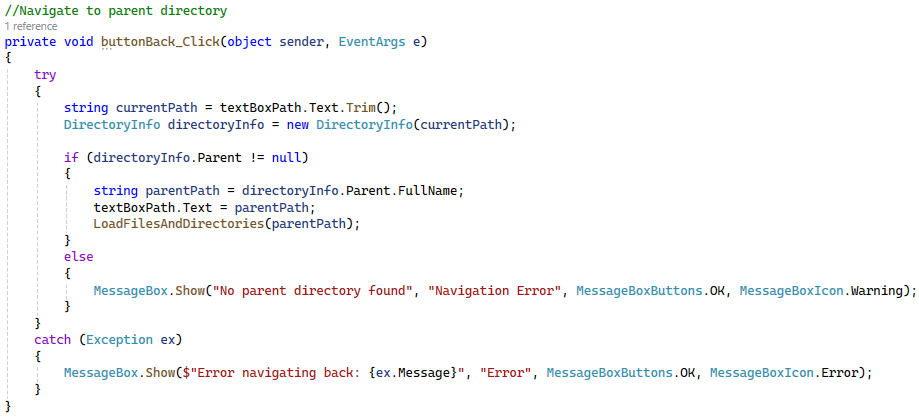 //Navigate to parent directory
1 reference
private void buttonBack_Click(object sender, EventArgs e)
{
    try
    {
        string currentPath = textBoxPath.Text.Trim();
        DirectoryInfo directoryInfo = new DirectoryInfo(currentPath);

        if (directoryInfo.Parent != null)
        {
            string parentPath = directoryInfo.Parent.FullName;
            textBoxPath.Text = parentPath;
            LoadFilesAndDirectories(parentPath);
        }
        else
        {
            MessageBox.Show("No parent directory found", "Navigation Error", MessageBoxButtons.OK, MessageBoxIcon.Warning);
        }
    }
    catch (Exception ex)
    {
        MessageBox.Show($"Error navigating back: {ex.Message}", "Error", MessageBoxButtons.OK, MessageBoxIcon.Error);
    }
}